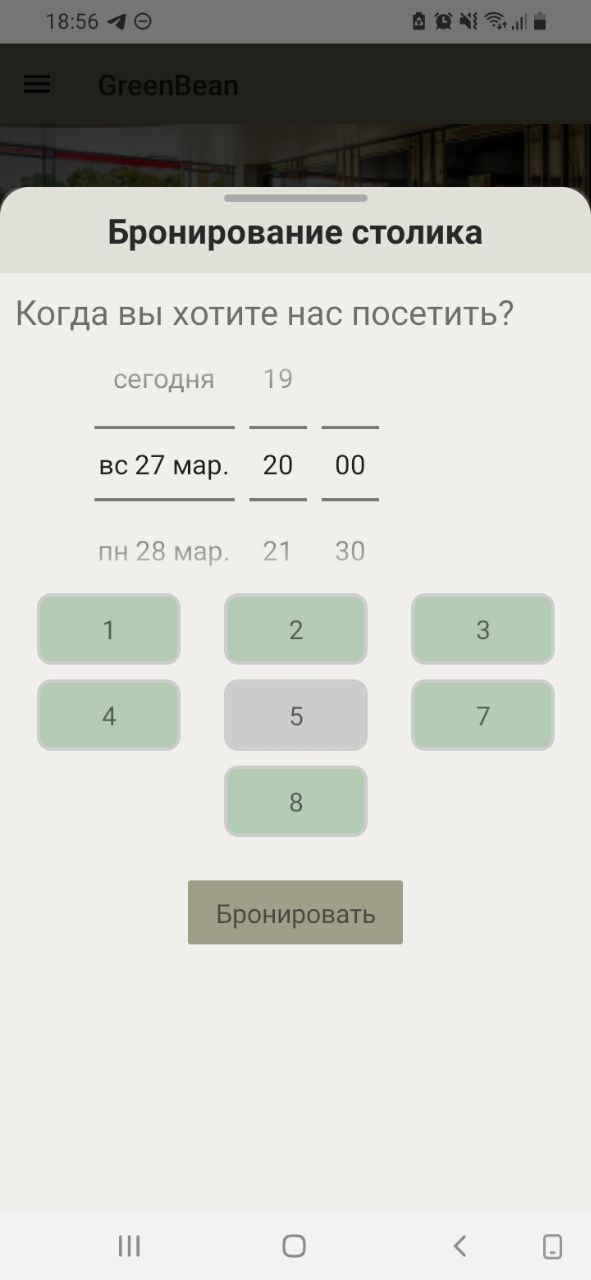 18:56
GreenBean
Бронирование столика
Когда вы хотите нас посетить?
сегодня 19
вс 27 мар. 20 00
пн 28 мар. 21 30
1 2 3
4 5 7
8
Бронировать